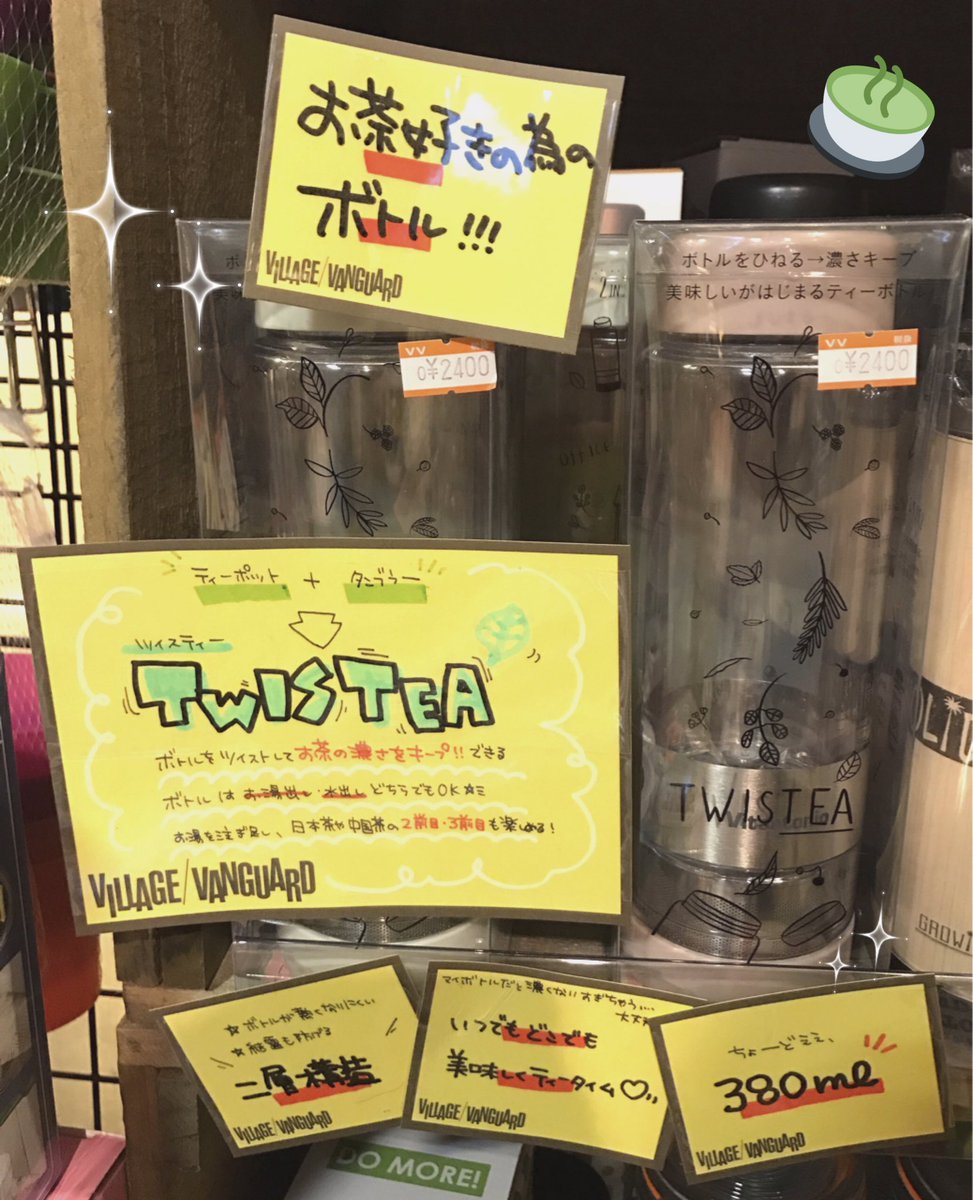 お茶好きの為の
ボトル!!!
VILLAGE/VANGUARD
ボトルをひねる→濃さキープ
美味しいがはじまるティーボトル
VV
¥2400
VV
¥2400
2 IN
OFFICE
ティーポット + タンブラー
ツイスティー
TWISTEA
ボトルをツイストしてお茶の濃さをキープ!!できる
ボトルは お湯出し・水出し どちらでもOK☆ミ
お湯を注ぎ足し、日本茶や中国茶の2煎目・3煎目も楽しめる!
VILLAGE/VANGUARD
TWISTEA
GROWT
☆ボトルが熱くなりにくい
☆結露も防げる
二層構造
VILLAGE/VANGUARD
マイボトルだと濃くなりすぎちゃう....
いつでもどこでも
美味しくティータイム♡..
VILLAGE/VANGUARD
ちょーどええ、
380ml
VILLAGE/VANGUARD
DO MORE!